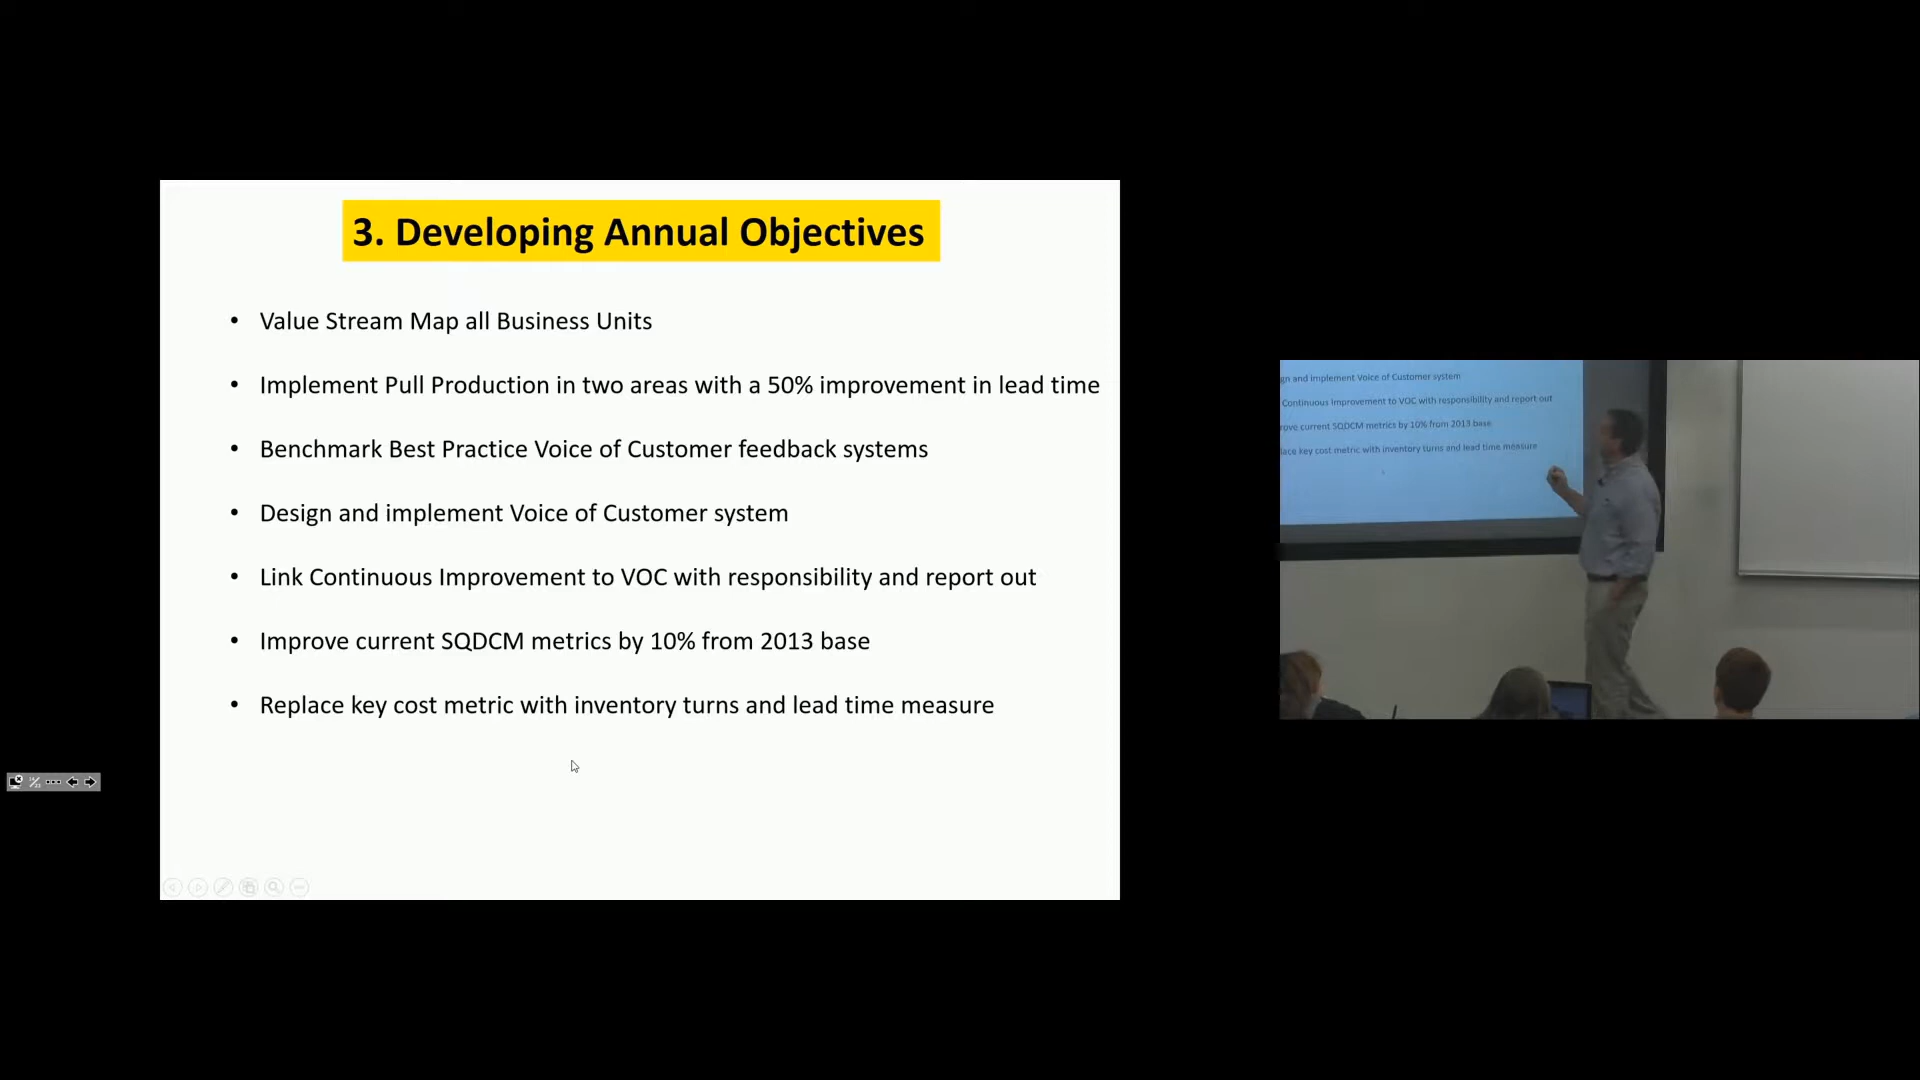 3. Developing Annual Objectives
• Value Stream Map all Business Units
• Implement Pull Production in two areas with a 50% improvement in lead time
• Benchmark Best Practice Voice of Customer feedback systems
• Design and implement Voice of Customer system
• Link Continuous Improvement to VOC with responsibility and report out
• Improve current SQDCM metrics by 10% from 2013 base
• Replace key cost metric with inventory turns and lead time measure
gn and implement Voice of Customer system
Continuous Improvement to VOC with responsibility and report out
rove current SQDCM metrics by 10% from 2013 base
lace key cost metric with inventory turns and lead time measure